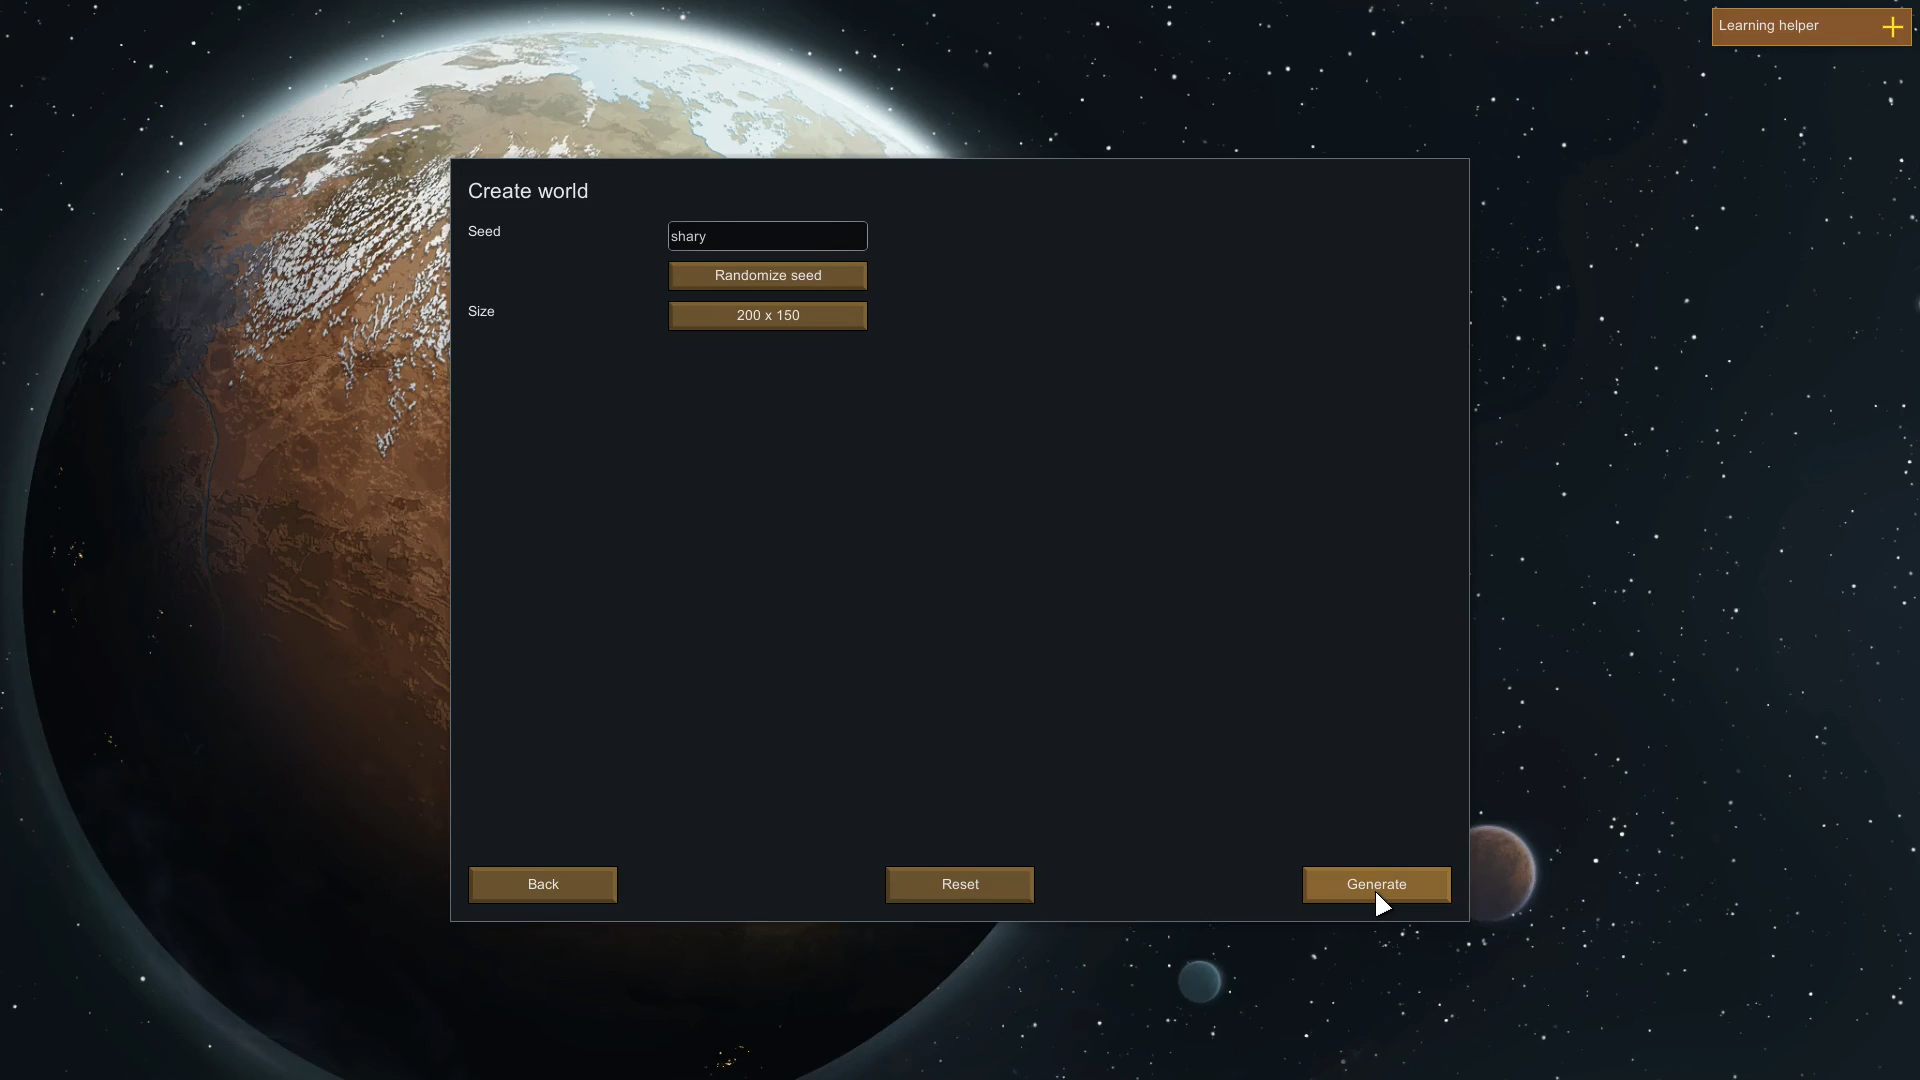 Learning helper
Create world
Seed
shary
Randomize seed
Size
200 x 150
Back
Reset
Generate